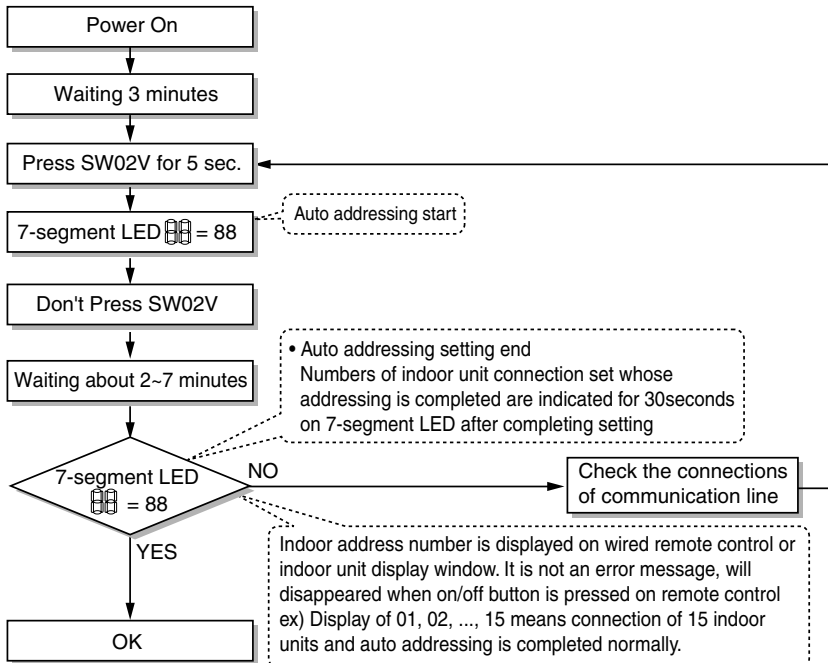 Power On
Waiting 3 minutes
Press SW02V for 5 sec.
7-segment LED 88 = 88
Auto addressing start
Don't Press SW02V
Waiting about 2~7 minutes
• Auto addressing setting end
Numbers of indoor unit connection set whose
addressing is completed are indicated for 30seconds
on 7-segment LED after completing setting
7-segment LED
88 = 88
NO
Check the connections
of communication line
YES
Indoor address number is displayed on wired remote control or
indoor unit display window. It is not an error message, will
disappeared when on/off button is pressed on remote control
ex) Display of 01, 02, ..., 15 means connection of 15 indoor
units and auto addressing is completed normally.
OK